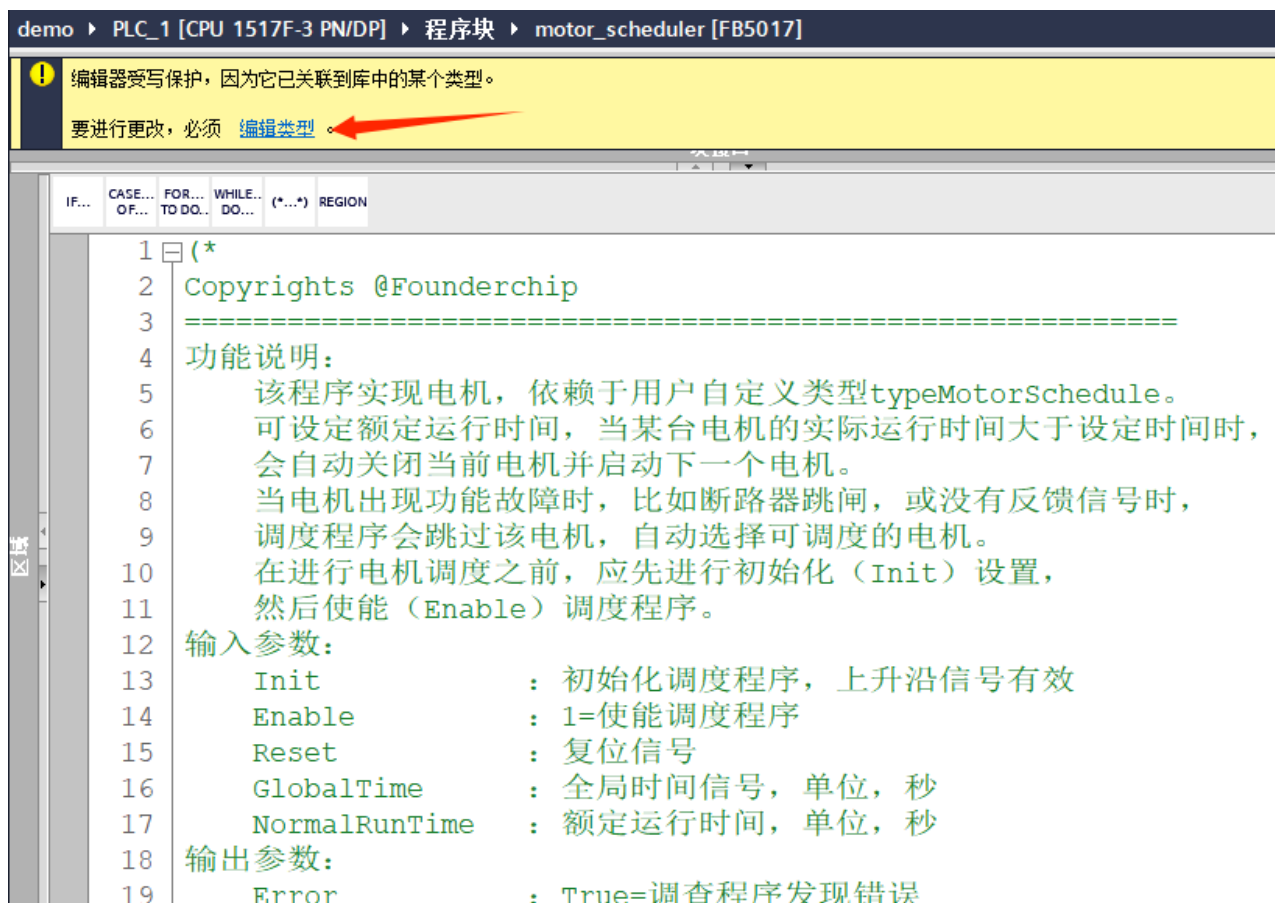 demo ▸ PLC_1 [CPU 1517F-3 PN/DP] ▸ 程序块 ▸ motor_scheduler [FB5017]
编辑器受写保护，因为它已关联到库中的某个类型。
要进行更改，必须 编辑类型 。
IF... CASE... OF... FOR... TO DO... WHILE... DO... (*...*) REGION
1 (*
2 Copyrights @Founderchip
3 ==========================================================
4 功能说明：
5 该程序实现电机，依赖于用户自定义类型typeMotorSchedule。
6 可设定额定运行时间，当某台电机的实际运行时间大于设定时间时，
7 会自动关闭当前电机并启动下一个电机。
8 当电机出现功能故障时，比如断路器跳闸，或没有反馈信号时，
9 调度程序会跳过该电机，自动选择可调度的电机。
10 在进行电机调度之前，应先进行初始化（Init）设置，
11 然后使能（Enable）调度程序。
12 输入参数：
13 Init : 初始化调度程序，上升沿信号有效
14 Enable : 1=使能调度程序
15 Reset : 复位信号
16 GlobalTime : 全局时间信号，单位，秒
17 NormalRunTime : 额定运行时间，单位，秒
18 输出参数：
19 Error : True=调查程序发现错误